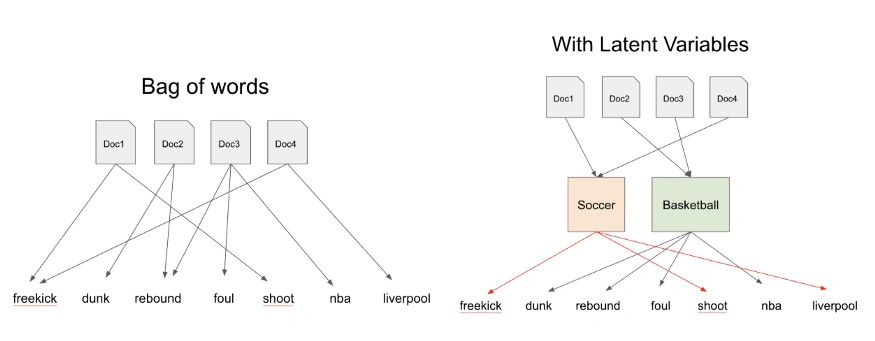 Bag of words
Doc1 Doc2 Doc3 Doc4
freekick dunk rebound foul shoot nba liverpool
With Latent Variables
Doc1 Doc2 Doc3 Doc4
Soccer Basketball
freekick dunk rebound foul shoot nba liverpool